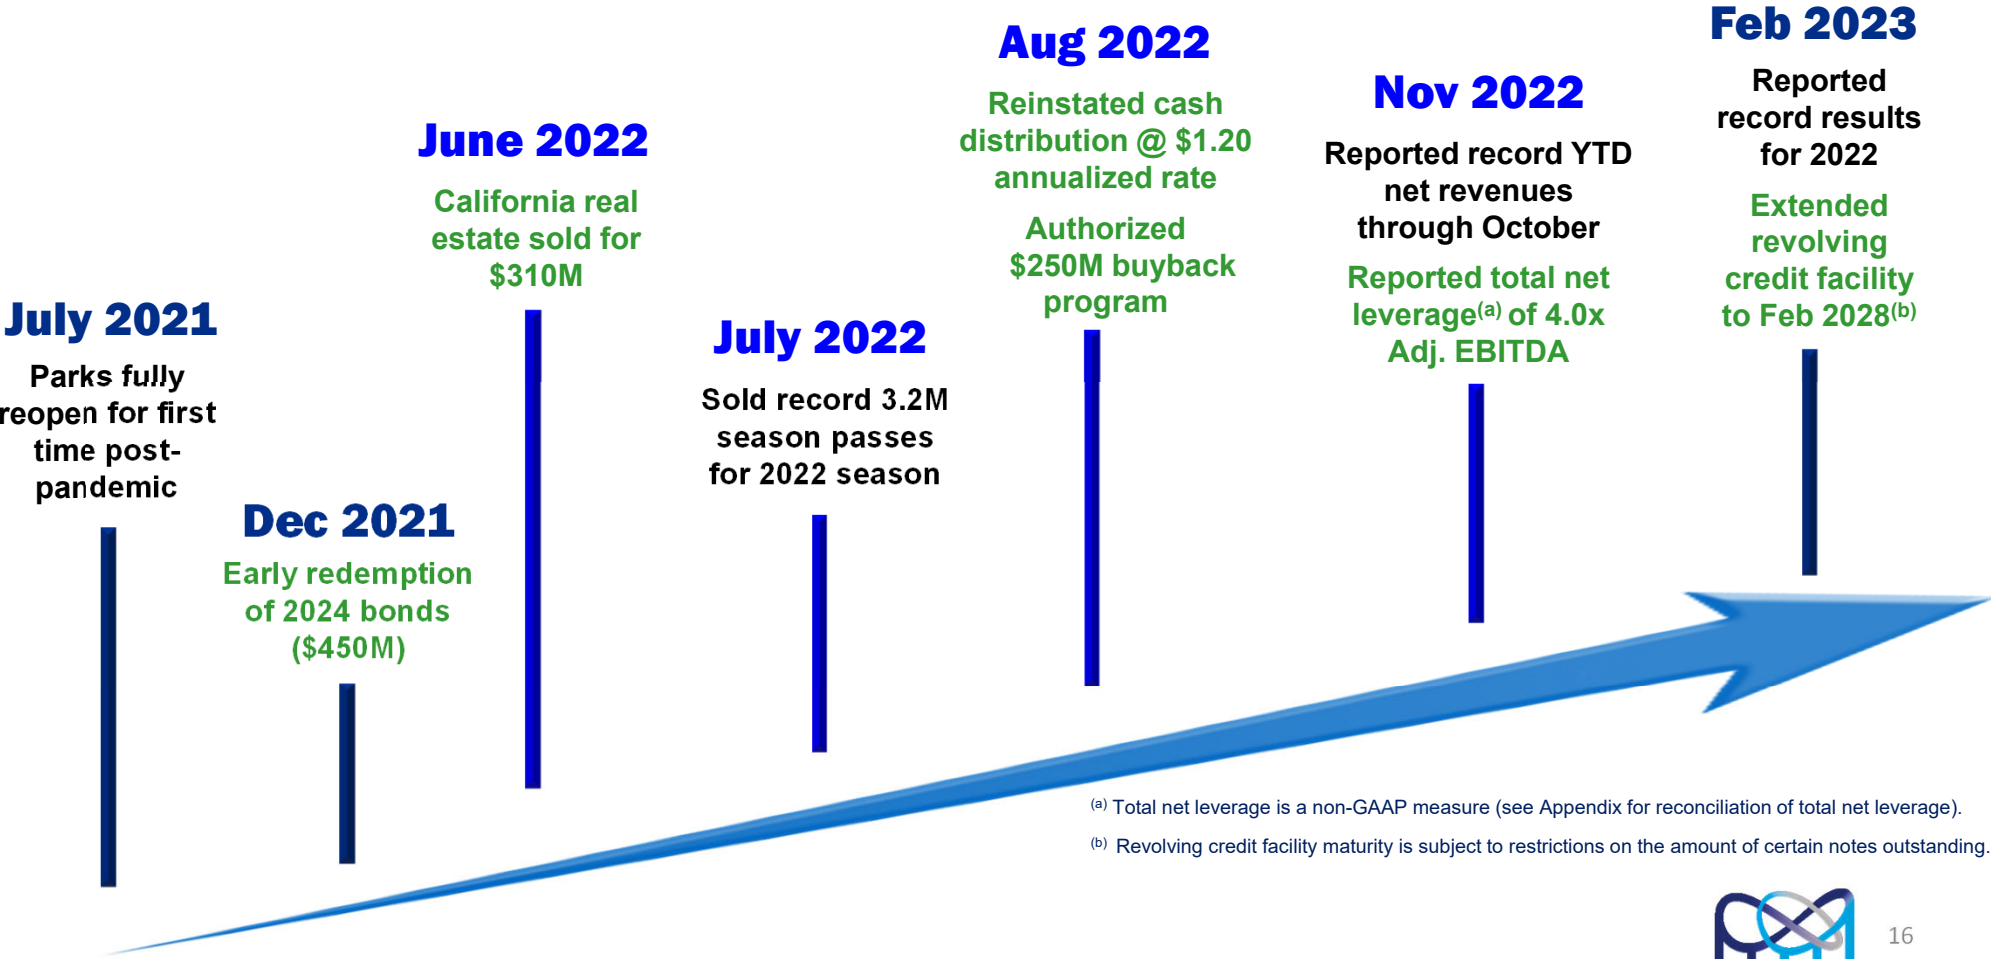 July 2021
Parks fully
reopen for first
time post-
pandemic
Dec 2021
Early redemption
of 2024 bonds
($450M)
June 2022
California real
estate sold for
$310M
July 2022
Sold record 3.2M
season passes
for 2022 season
Aug 2022
Reinstated cash
distribution @ $1.20
annualized rate
Authorized
$250M buyback
program
Nov 2022
Reported record YTD
net revenues
through October
Reported total net
leverage(a) of 4.0x
Adj. EBITDA
Feb 2023
Reported
record results
for 2022
Extended
revolving
credit facility
to Feb 2028(b)
(a) Total net leverage is a non-GAAP measure (see Appendix for reconciliation of total net leverage).
(b) Revolving credit facility maturity is subject to restrictions on the amount of certain notes outstanding.
16